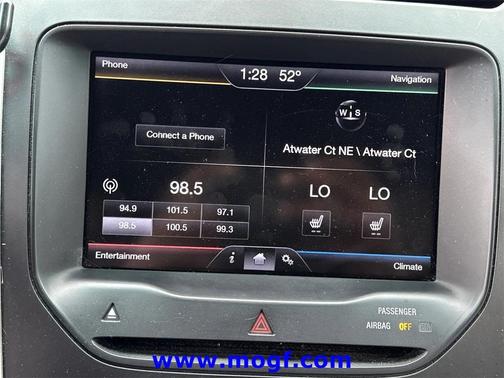 Phone
1:28 52°
Navigation
W S
Connect a Phone
Atwater Ct NE \ Atwater Ct
98.5
LO LO
94.9 101.5 97.1
98.5 100.5 99.3
Entertainment
i
Climate
PASSENGER
AIRBAG OFF
www.mogf.com